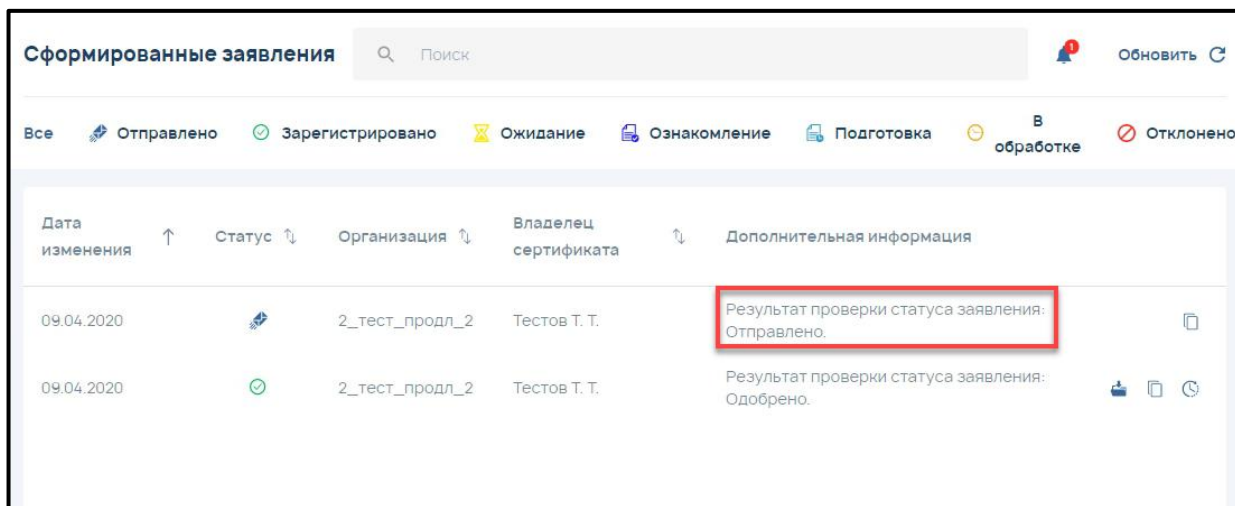 Сформированные заявления Поиск 1 Обновить
Все Отправлено Зарегистрировано Ожидание Ознакомление Подготовка В обработке Отклонено
Дата изменения Статус Организация Владелец сертификата Дополнительная информация
09.04.2020 2_тест_продл_2 Тестов Т. Т. Результат проверки статуса заявления:
Отправлено.
09.04.2020 2_тест_продл_2 Тестов Т. Т. Результат проверки статуса заявления:
Одобрено.